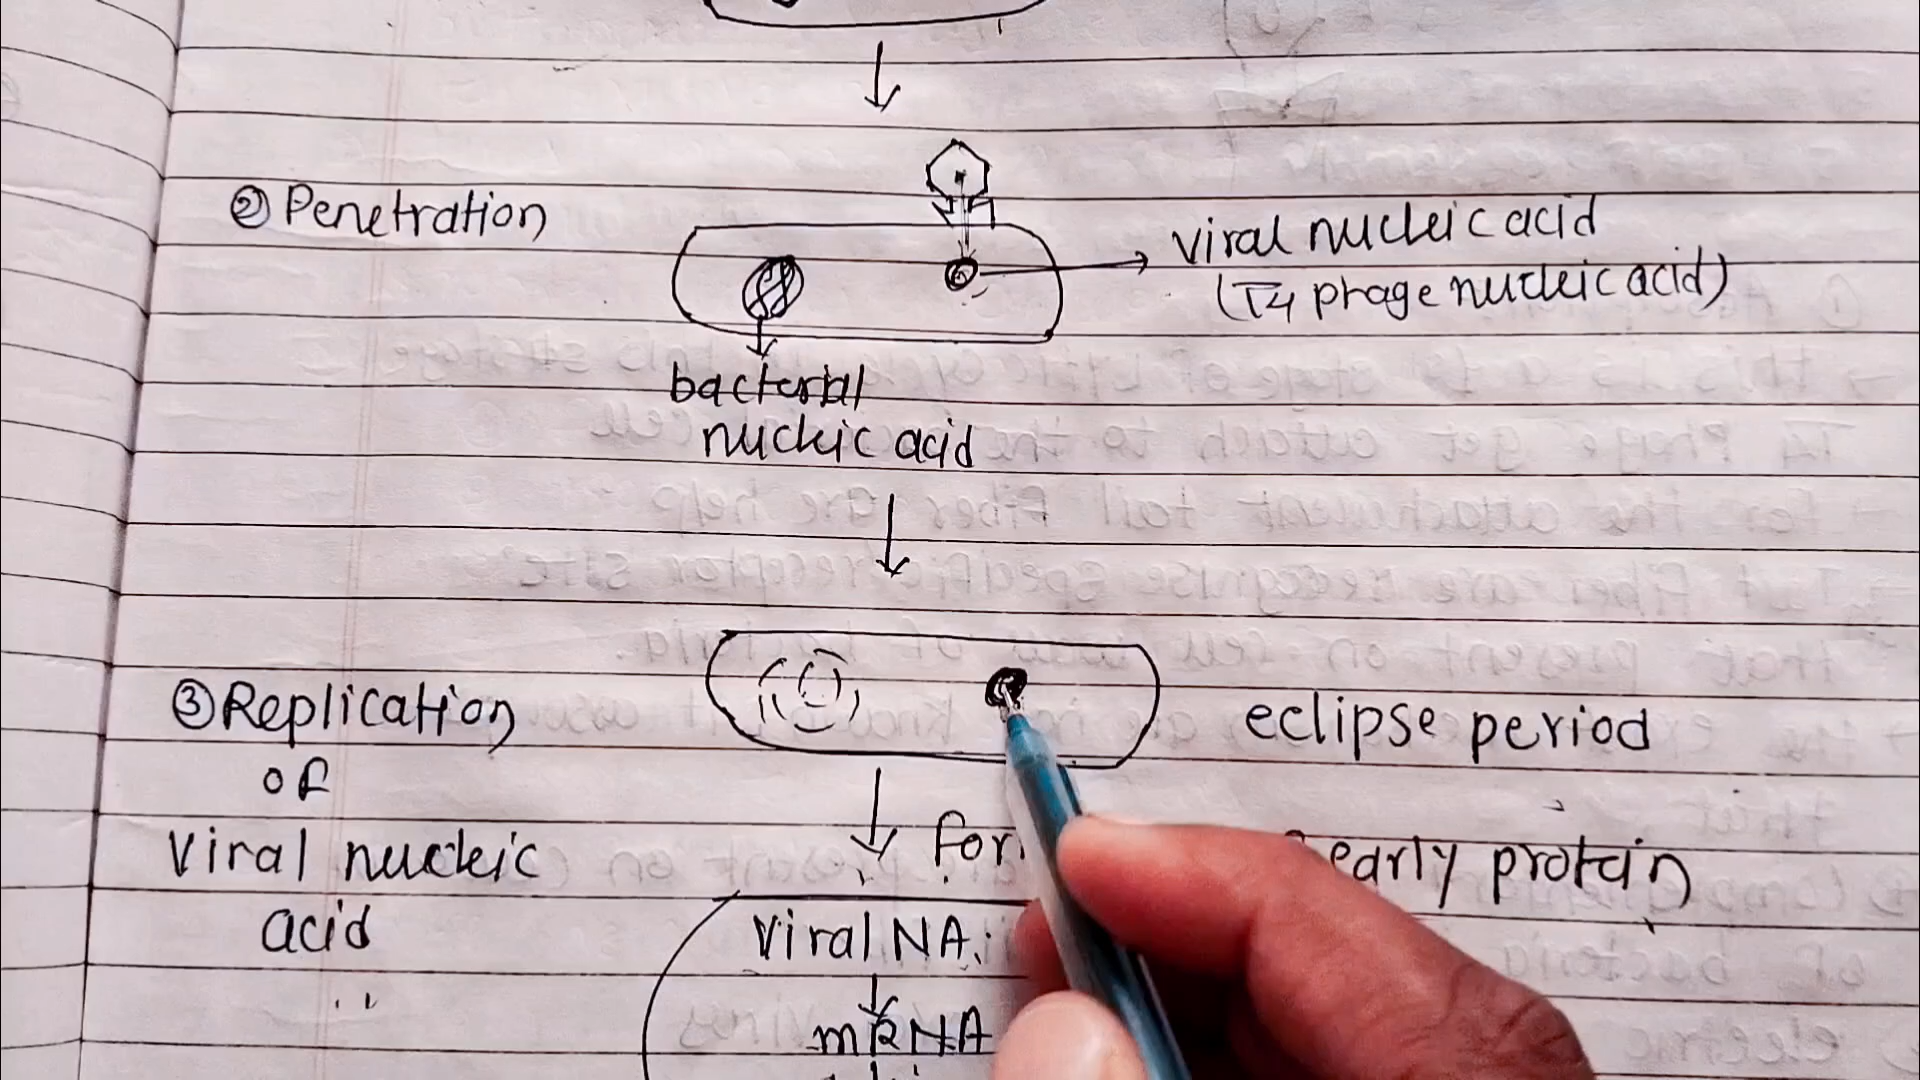 ② Penetration
viral nucleic acid
(T4 phage nucleic acid)
bacterial
nucleic acid
③ Replication
of
Viral nucleic
acid
eclipse period
early protein
Viral NA
mRNA